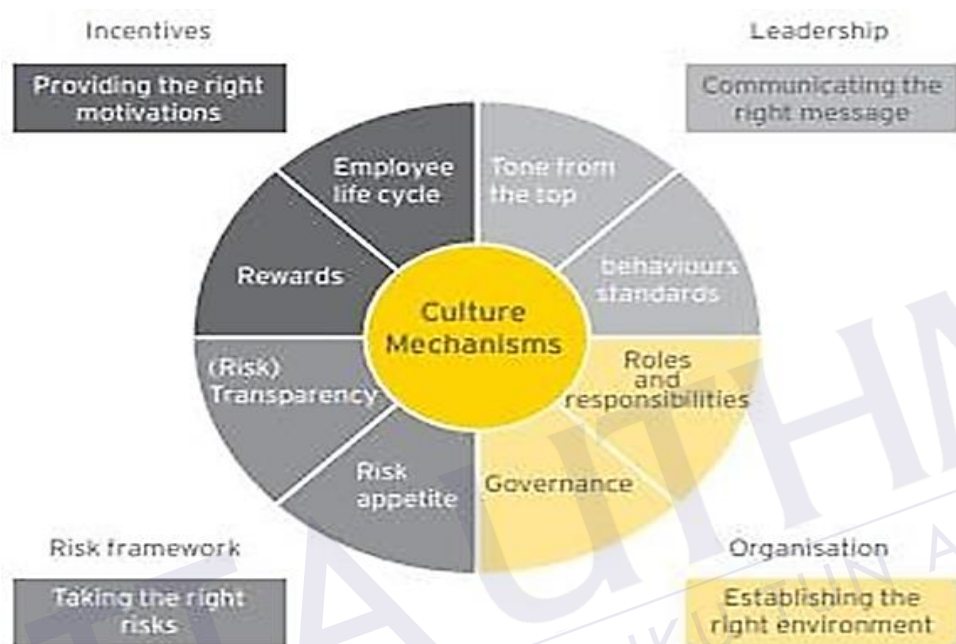 Incentives
Providing the right
motivations
Leadership
Communicating the
right message
Employee
life cycle
Tone from
the top
Rewards
behaviours
standards
Culture
Mechanisms
(Risk)
Transparency
Roles
and
responsibilities
Risk
appetite
Governance
Risk framework
Taking the right
risks
Organisation
Establishing the
right environment